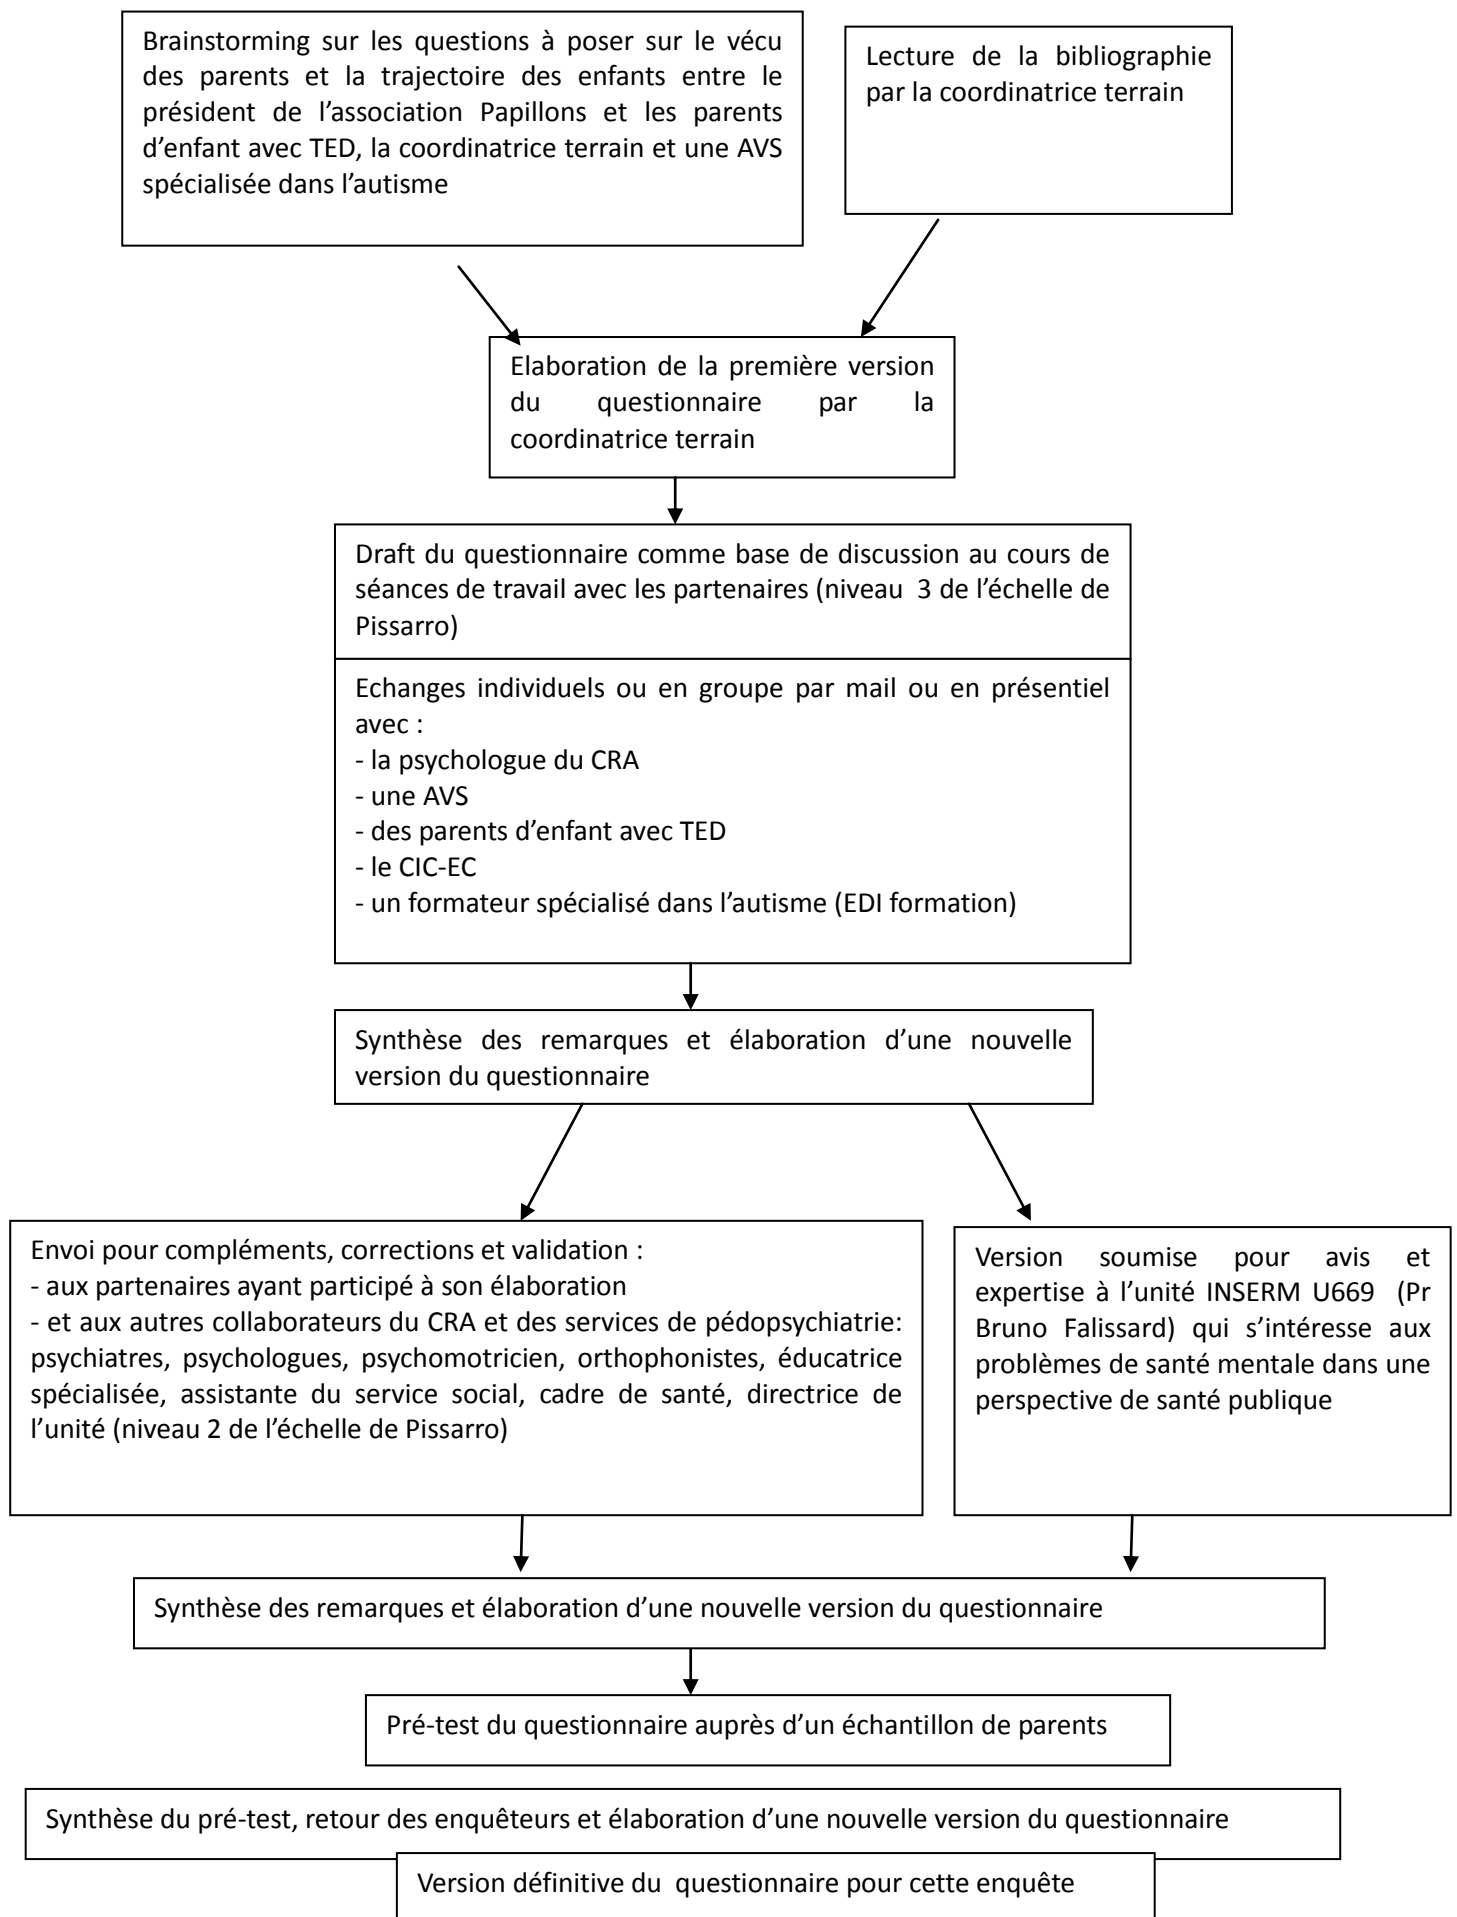 Brainstorming sur les questions à poser sur le vécu
des parents et la trajectoire des enfants entre le
président de l’association Papillons et les parents
d’enfant avec TED, la coordinatrice terrain et une AVS
spécialisée dans l’autisme
Lecture de la bibliographie
par la coordinatrice terrain
Elaboration de la première version
du questionnaire par la
coordinatrice terrain
Draft du questionnaire comme base de discussion au cours de
séances de travail avec les partenaires (niveau 3 de l’échelle de
Pissarro)
Echanges individuels ou en groupe par mail ou en présentiel
avec :
- la psychologue du CRA
- une AVS
- des parents d’enfant avec TED
- le CIC-EC
- un formateur spécialisé dans l’autisme (EDI formation)
Synthèse des remarques et élaboration d’une nouvelle
version du questionnaire
Envoi pour compléments, corrections et validation :
- aux partenaires ayant participé à son élaboration
- et aux autres collaborateurs du CRA et des services de pédopsychiatrie:
psychiatres, psychologues, psychomotricien, orthophonistes, éducatrice
spécialisée, assistante du service social, cadre de santé, directrice de
l’unité (niveau 2 de l’échelle de Pissarro)
Version soumise pour avis et
expertise à l’unité INSERM U669 (Pr
Bruno Falissard) qui s’intéresse aux
problèmes de santé mentale dans une
perspective de santé publique
Synthèse des remarques et élaboration d’une nouvelle version du questionnaire
Pré-test du questionnaire auprès d’un échantillon de parents
Synthèse du pré-test, retour des enquêteurs et élaboration d’une nouvelle version du questionnaire
Version définitive du questionnaire pour cette enquête